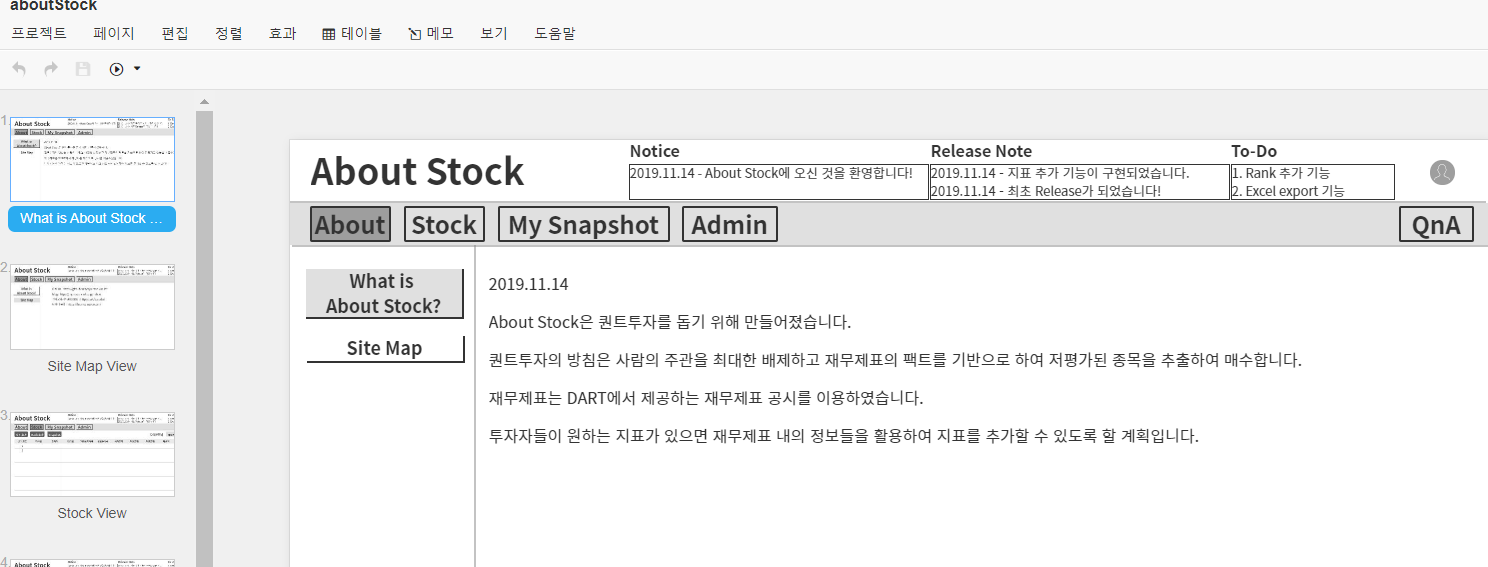 aboutStock
프로젝트 페이지 편집 정렬 효과 테이블 메모 보기 도움말
1.
About Stock
What is About Stock ...
2.
About Stock
Site Map View
3.
About Stock
Stock View
4.
About Stock
About Stock
Notice
2019.11.14 - About Stock에 오신 것을 환영합니다!
Release Note
2019.11.14 - 지표 추가 기능이 구현되었습니다.
2019.11.14 - 최초 Release가 되었습니다!
To-Do
1. Rank 추가 기능
2. Excel export 기능
About Stock My Snapshot Admin QnA
What is
About Stock?
Site Map
2019.11.14
About Stock은 퀀트투자를 돕기 위해 만들어졌습니다.
퀀트투자의 방침은 사람의 주관을 최대한 배제하고 재무제표의 팩트를 기반으로 하여 저평가된 종목을 추출하여 매수합니다.
재무제표는 DART에서 제공하는 재무제표 공시를 이용하였습니다.
투자자들이 원하는 지표가 있으면 재무제표 내의 정보들을 활용하여 지표를 추가할 수 있도록 할 계획입니다.